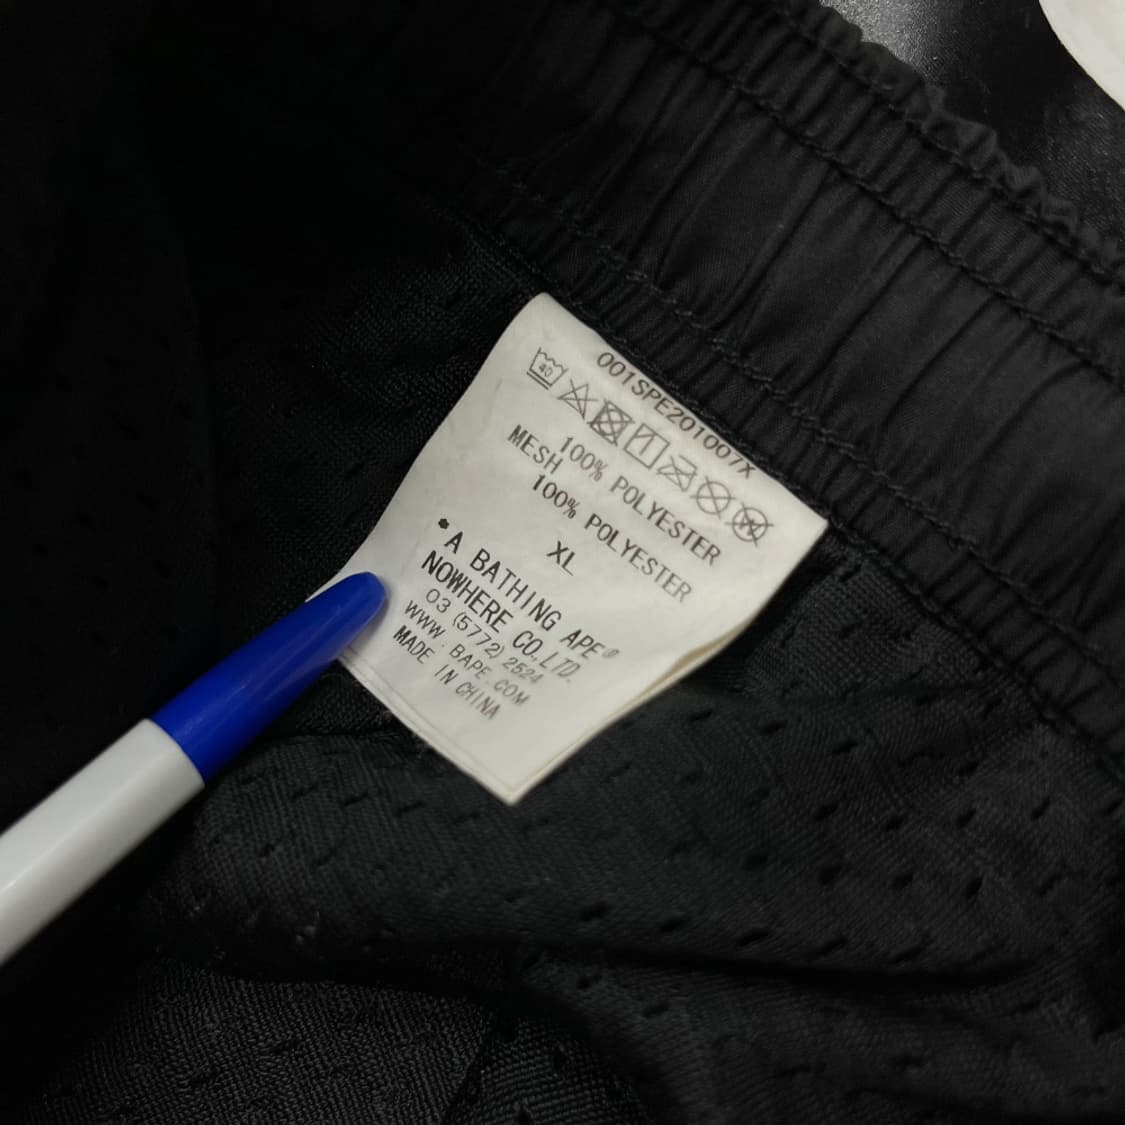 001SPE201007X
40
100% POLYESTER
MESH
100% POLYESTER
XL
*A BATHING APE®
NOWHERE CO.,LTD.
03 (5772) 2524
WWW.BAPE.COM
MADE IN CHINA